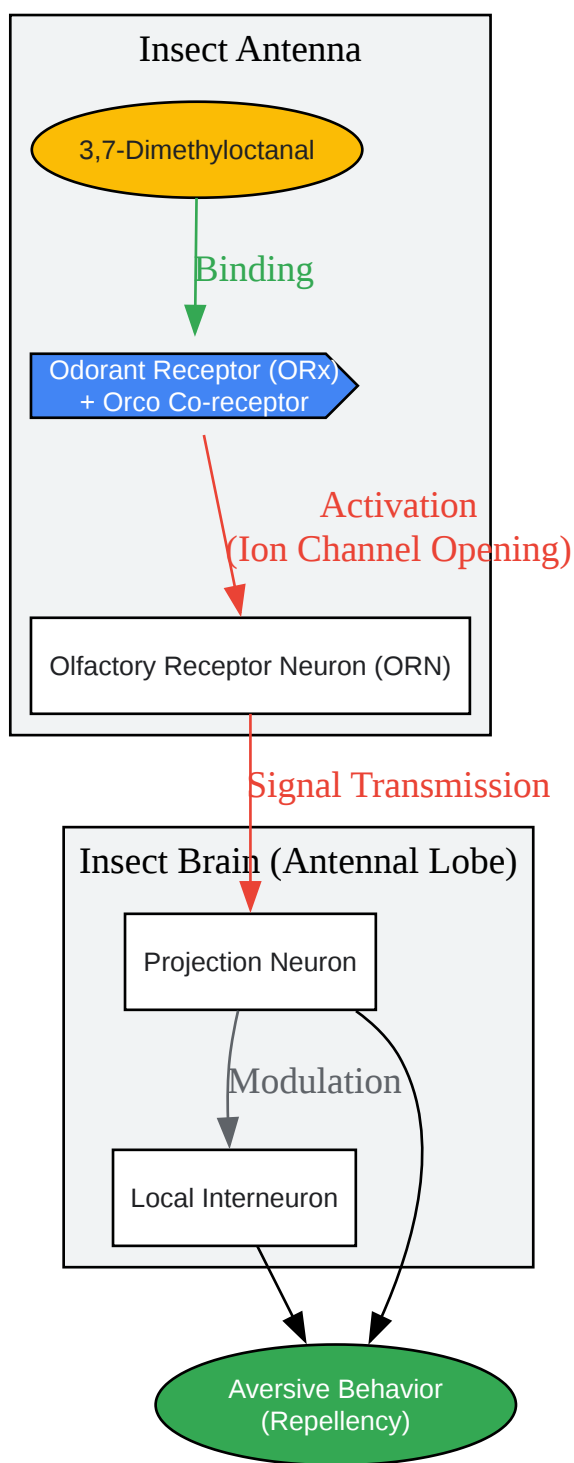 Insect Antenna
3,7-Dimethyloctanal
Binding
Odorant Receptor (ORx)
+ Orco Co-receptor
Activation
(Ion Channel Opening)
Olfactory Receptor Neuron (ORN)
Signal Transmission
Insect Brain (Antennal Lobe)
Projection Neuron
Modulation
Local Interneuron
Aversive Behavior
(Repellency)